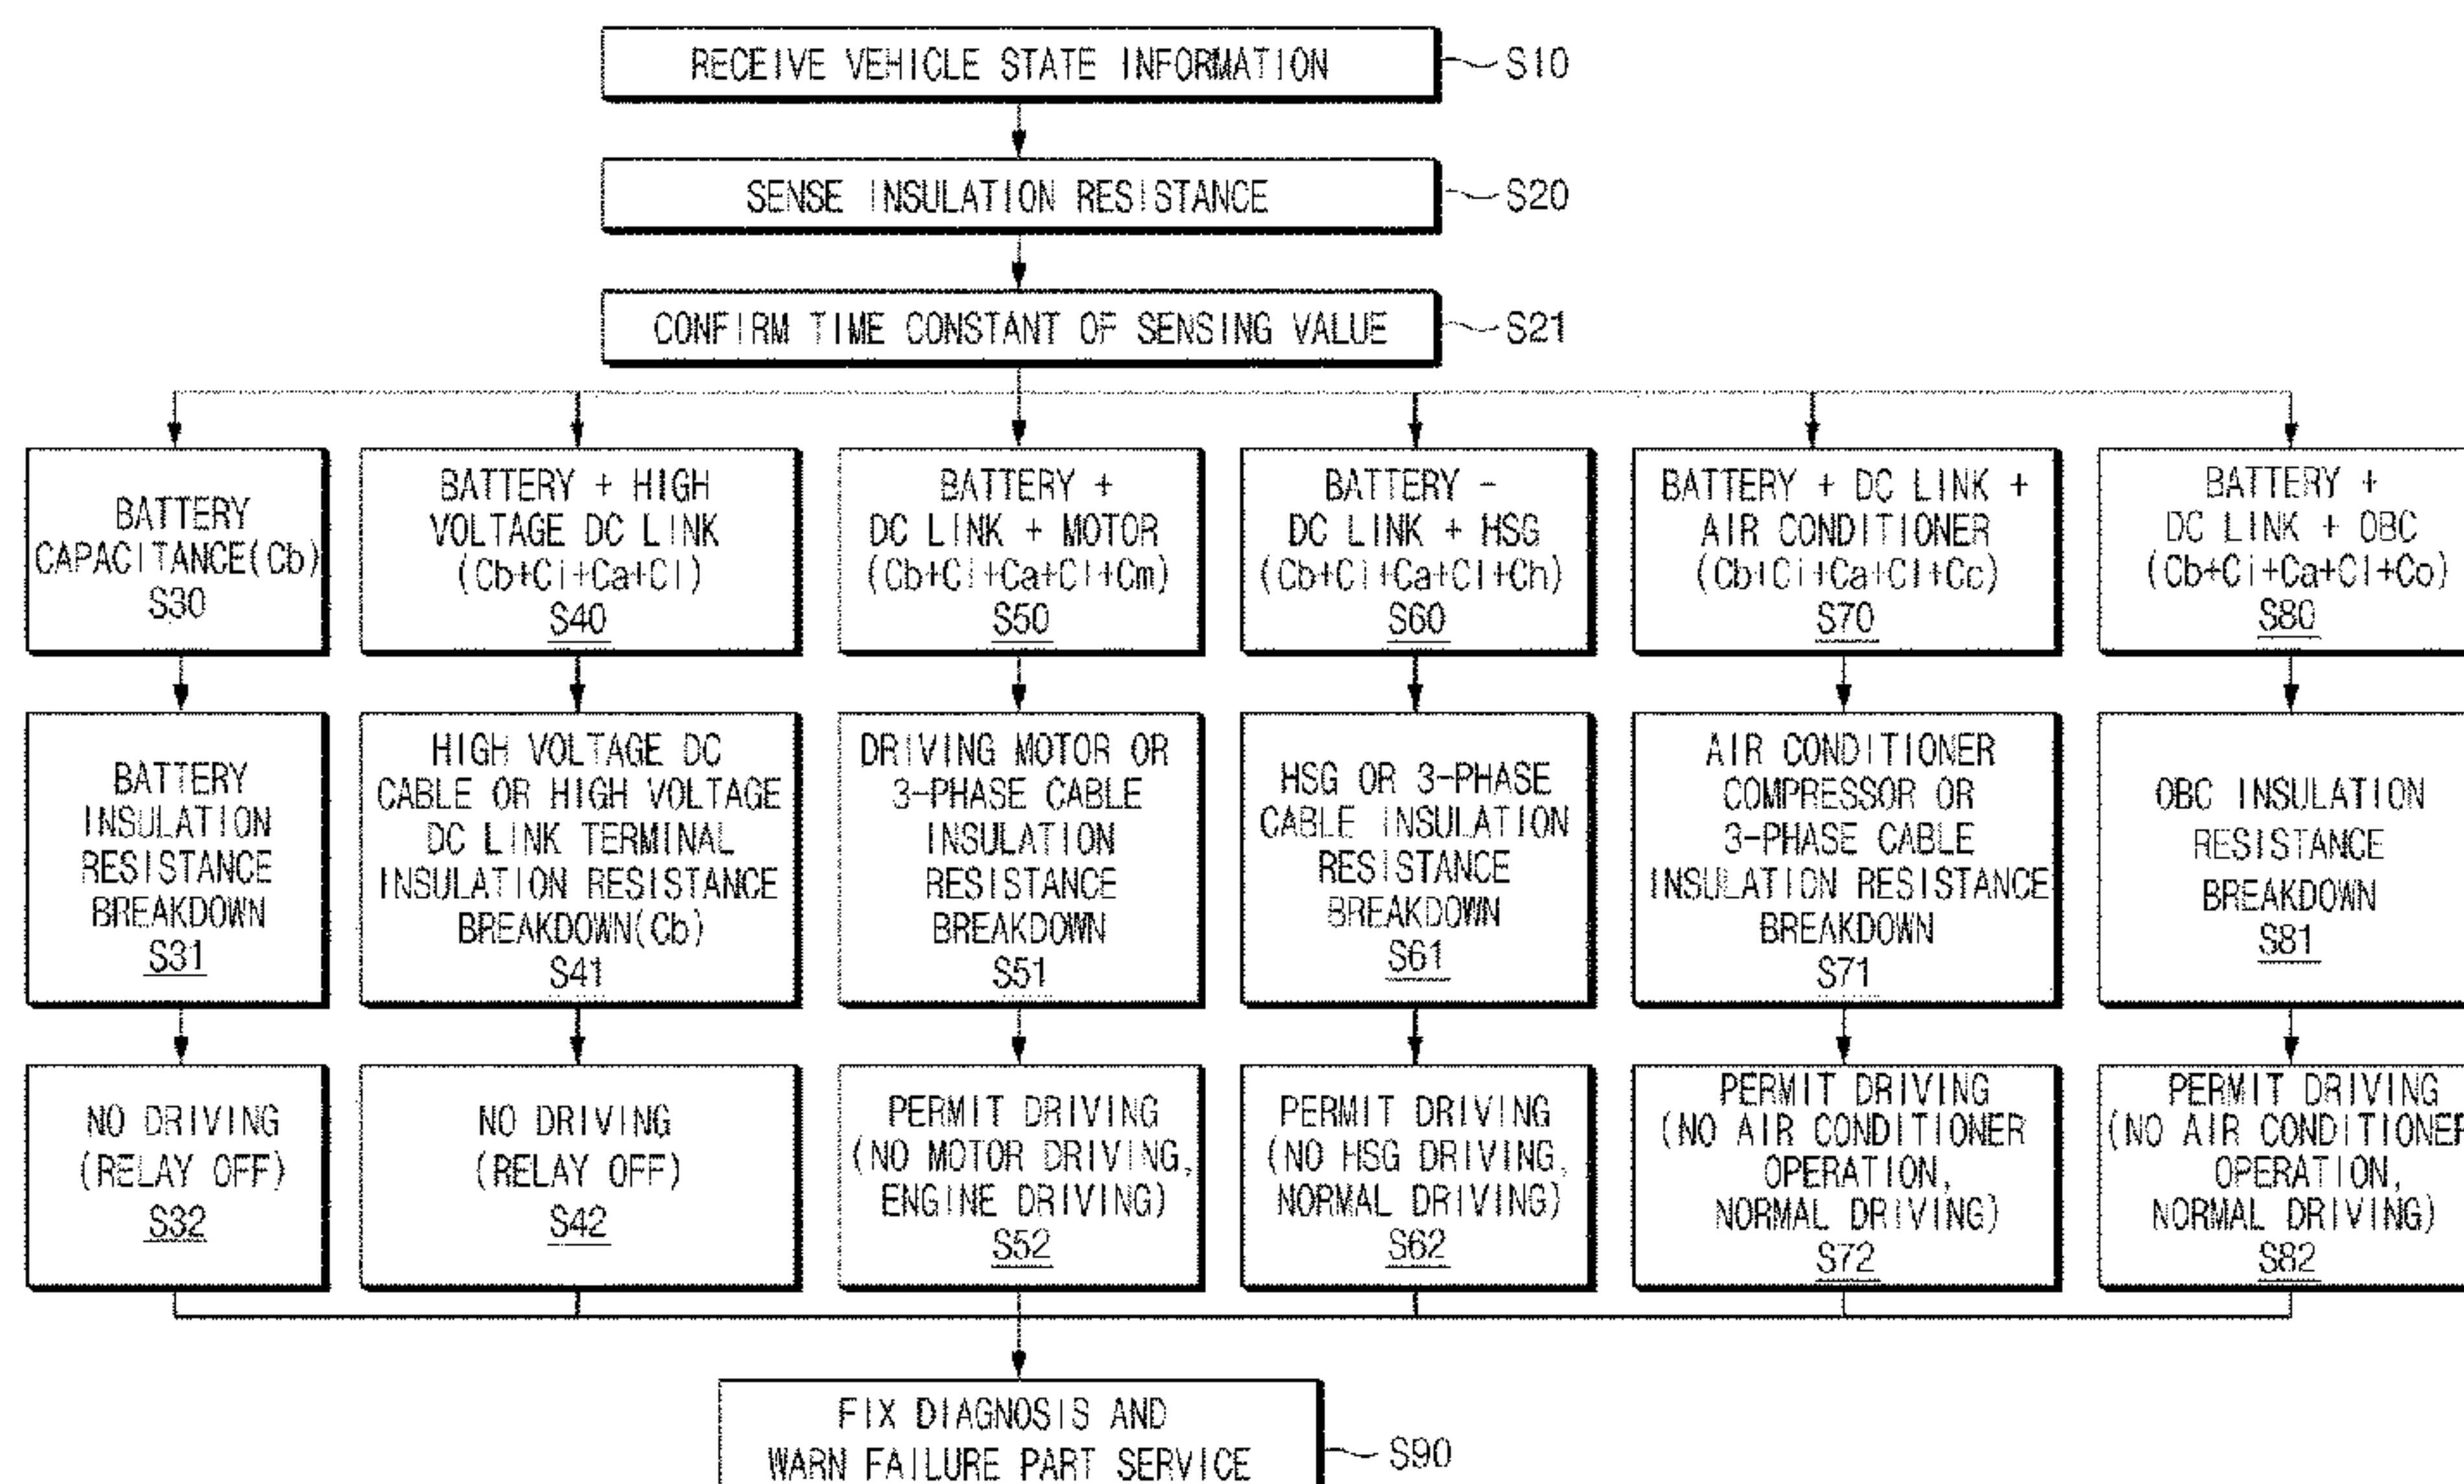 RECEIVE VEHICLE STATE INFORMATION
S10
SENSE INSULATION RESISTANCE
S20
CONFIRM TIME CONSTANT OF SENSING VALUE
S21
BATTERY
CAPACITANCE(Cb)
S30
BATTERY + HIGH
VOLTAGE DC LINK
(Cb+Ci+Ca+Cl)
S40
BATTERY +
DC LINK + MOTOR
(Cb+Ci+Ca+Cl+Cm)
S50
BATTERY -
DC LINK + HSG
(Cb+Ci+Ca+Cl+Ch)
S60
BATTERY + DC LINK +
AIR CONDITIONER
(Cb+Ci+Ca+Cl+Cc)
S70
BATTERY +
DC LINK + OBC
(Cb+Ci+Ca+Cl+Co)
S80
BATTERY
INSULATION
RESISTANCE
BREAKDOWN
S31
HIGH VOLTAGE DC
CABLE OR HIGH VOLTAGE
DC LINK TERMINAL
INSULATION RESISTANCE
BREAKDOWN(Cb)
S41
DRIVING MOTOR OR
3-PHASE CABLE
INSULATION
RESISTANCE
BREAKDOWN
S51
HSG OR 3-PHASE
CABLE INSULATION
RESISTANCE
BREAKDOWN
S61
AIR CONDITIONER
COMPRESSOR OR
3-PHASE CABLE
INSULATION RESISTANCE
BREAKDOWN
S71
OBC INSULATION
RESISTANCE
BREAKDOWN
S81
NO DRIVING
(RELAY OFF)
S32
NO DRIVING
(RELAY OFF)
S42
PERMIT DRIVING
(NO MOTOR DRIVING,
ENGINE DRIVING)
S52
PERMIT DRIVING
(NO HSG DRIVING,
NORMAL DRIVING)
S62
PERMIT DRIVING
(NO AIR CONDITIONER
OPERATION,
NORMAL DRIVING)
S72
PERMIT DRIVING
(NO AIR CONDITIONER
OPERATION,
NORMAL DRIVING)
S82
FIX DIAGNOSIS AND
WARN FAILURE PART SERVICE
S90